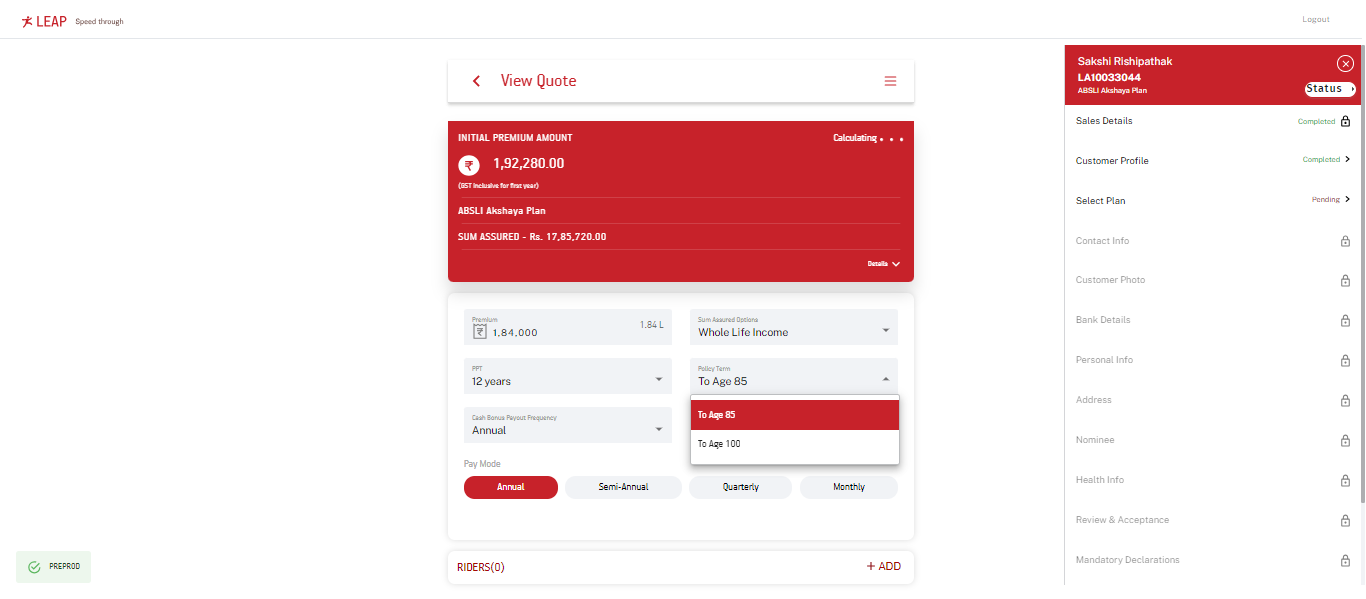 LEAP Speed through
Logout
View Quote
INITIAL PREMIUM AMOUNT
Calculating . . .
₹ 1,92,280.00
(GST inclusive for first year)
ABSLI Akshaya Plan
SUM ASSURED - Rs. 17,85,720.00
Details
Premium
₹ 1,84,000
1.84 L
Sum Assured Options
Whole Life Income
PPT
12 years
Policy Term
To Age 85
To Age 85
To Age 100
Cash Bonus Payout Frequency
Annual
Pay Mode
Annual
Semi-Annual
Quarterly
Monthly
RIDERS(0)
+ ADD
PREPROD
Sakshi Rishipathak
LA10033044
ABSLI Akshaya Plan
Status
Sales Details Completed
Customer Profile Completed
Select Plan Pending
Contact Info
Customer Photo
Bank Details
Personal Info
Address
Nominee
Health Info
Review & Acceptance
Mandatory Declarations